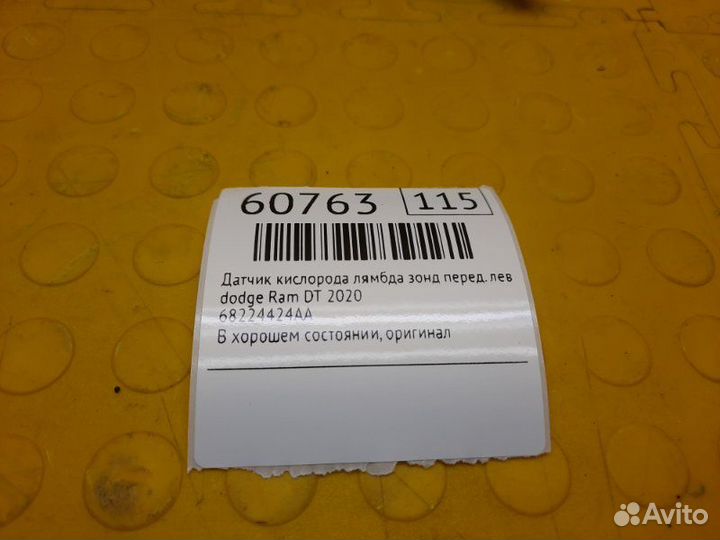 60763 115
Датчик кислорода лямбда зонд перед. лев
dodge Ram DT 2020
68224424AA
В хорошем состоянии, оригинал
Avito